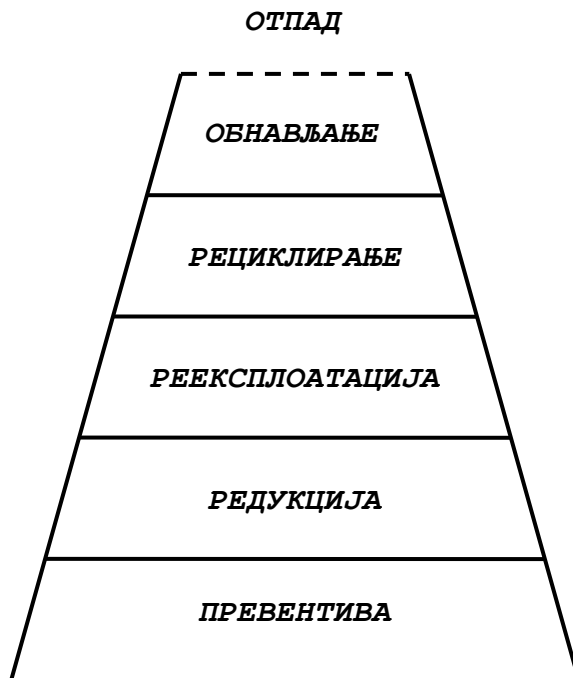 ОТПАД
ОБНАВЉАЊЕ
РЕЦИКЛИРАЊЕ
РЕЕКСПЛОАТАЦИЈА
РЕДУКЦИЈА
ПРЕВЕНТИВА